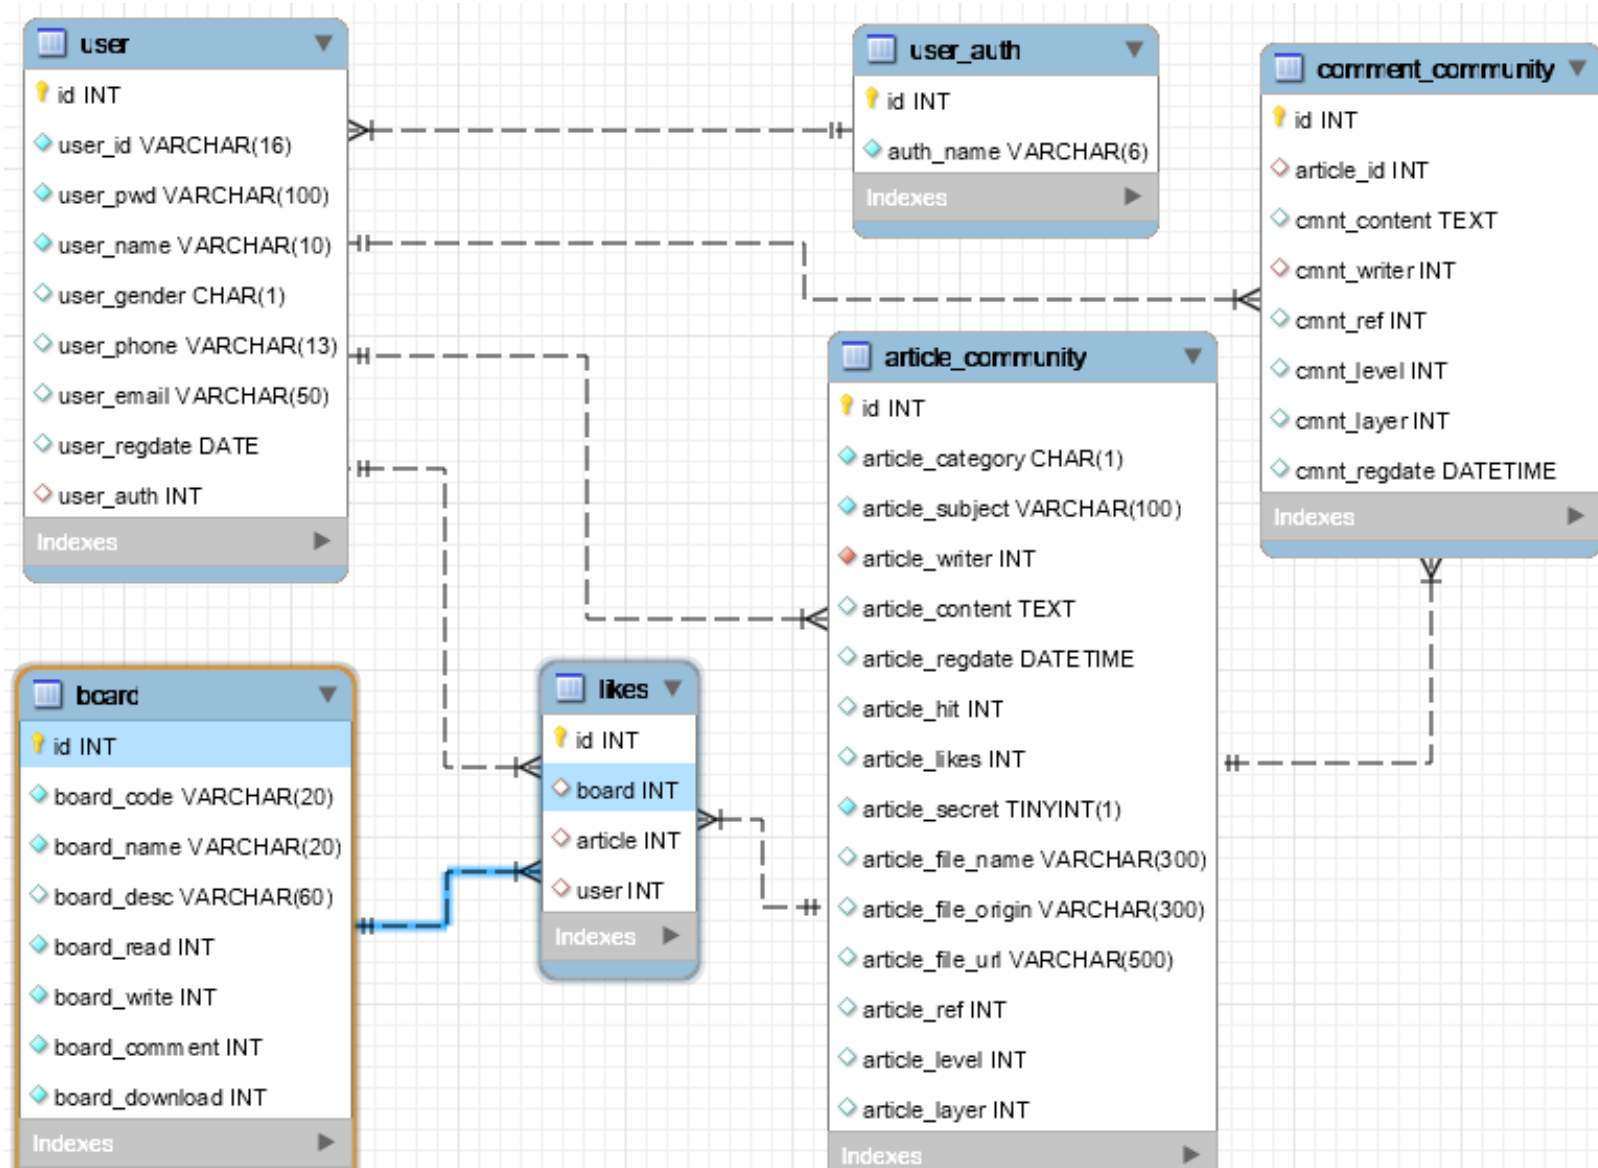 user
id INT
user_id VARCHAR(16)
user_pwd VARCHAR(100)
user_name VARCHAR(10)
user_gender CHAR(1)
user_phone VARCHAR(13)
user_email VARCHAR(50)
user_regdate DATE
user_auth INT
Indexes
user_auth
id INT
auth_name VARCHAR(6)
Indexes
comment_community
id INT
article_id INT
cmnt_content TEXT
cmnt_writer INT
cmnt_ref INT
cmnt_level INT
cmnt_layer INT
cmnt_regdate DATETIME
Indexes
article_community
id INT
article_category CHAR(1)
article_subject VARCHAR(100)
article_writer INT
article_content TEXT
article_regdate DATETIME
article_hit INT
article_likes INT
article_secret TINYINT(1)
article_file_name VARCHAR(300)
article_file_origin VARCHAR(300)
article_file_url VARCHAR(500)
article_ref INT
article_level INT
article_layer INT
Indexes
board
id INT
board_code VARCHAR(20)
board_name VARCHAR(20)
board_desc VARCHAR(60)
board_read INT
board_write INT
board_comment INT
board_download INT
Indexes
likes
id INT
board INT
article INT
user INT
Indexes